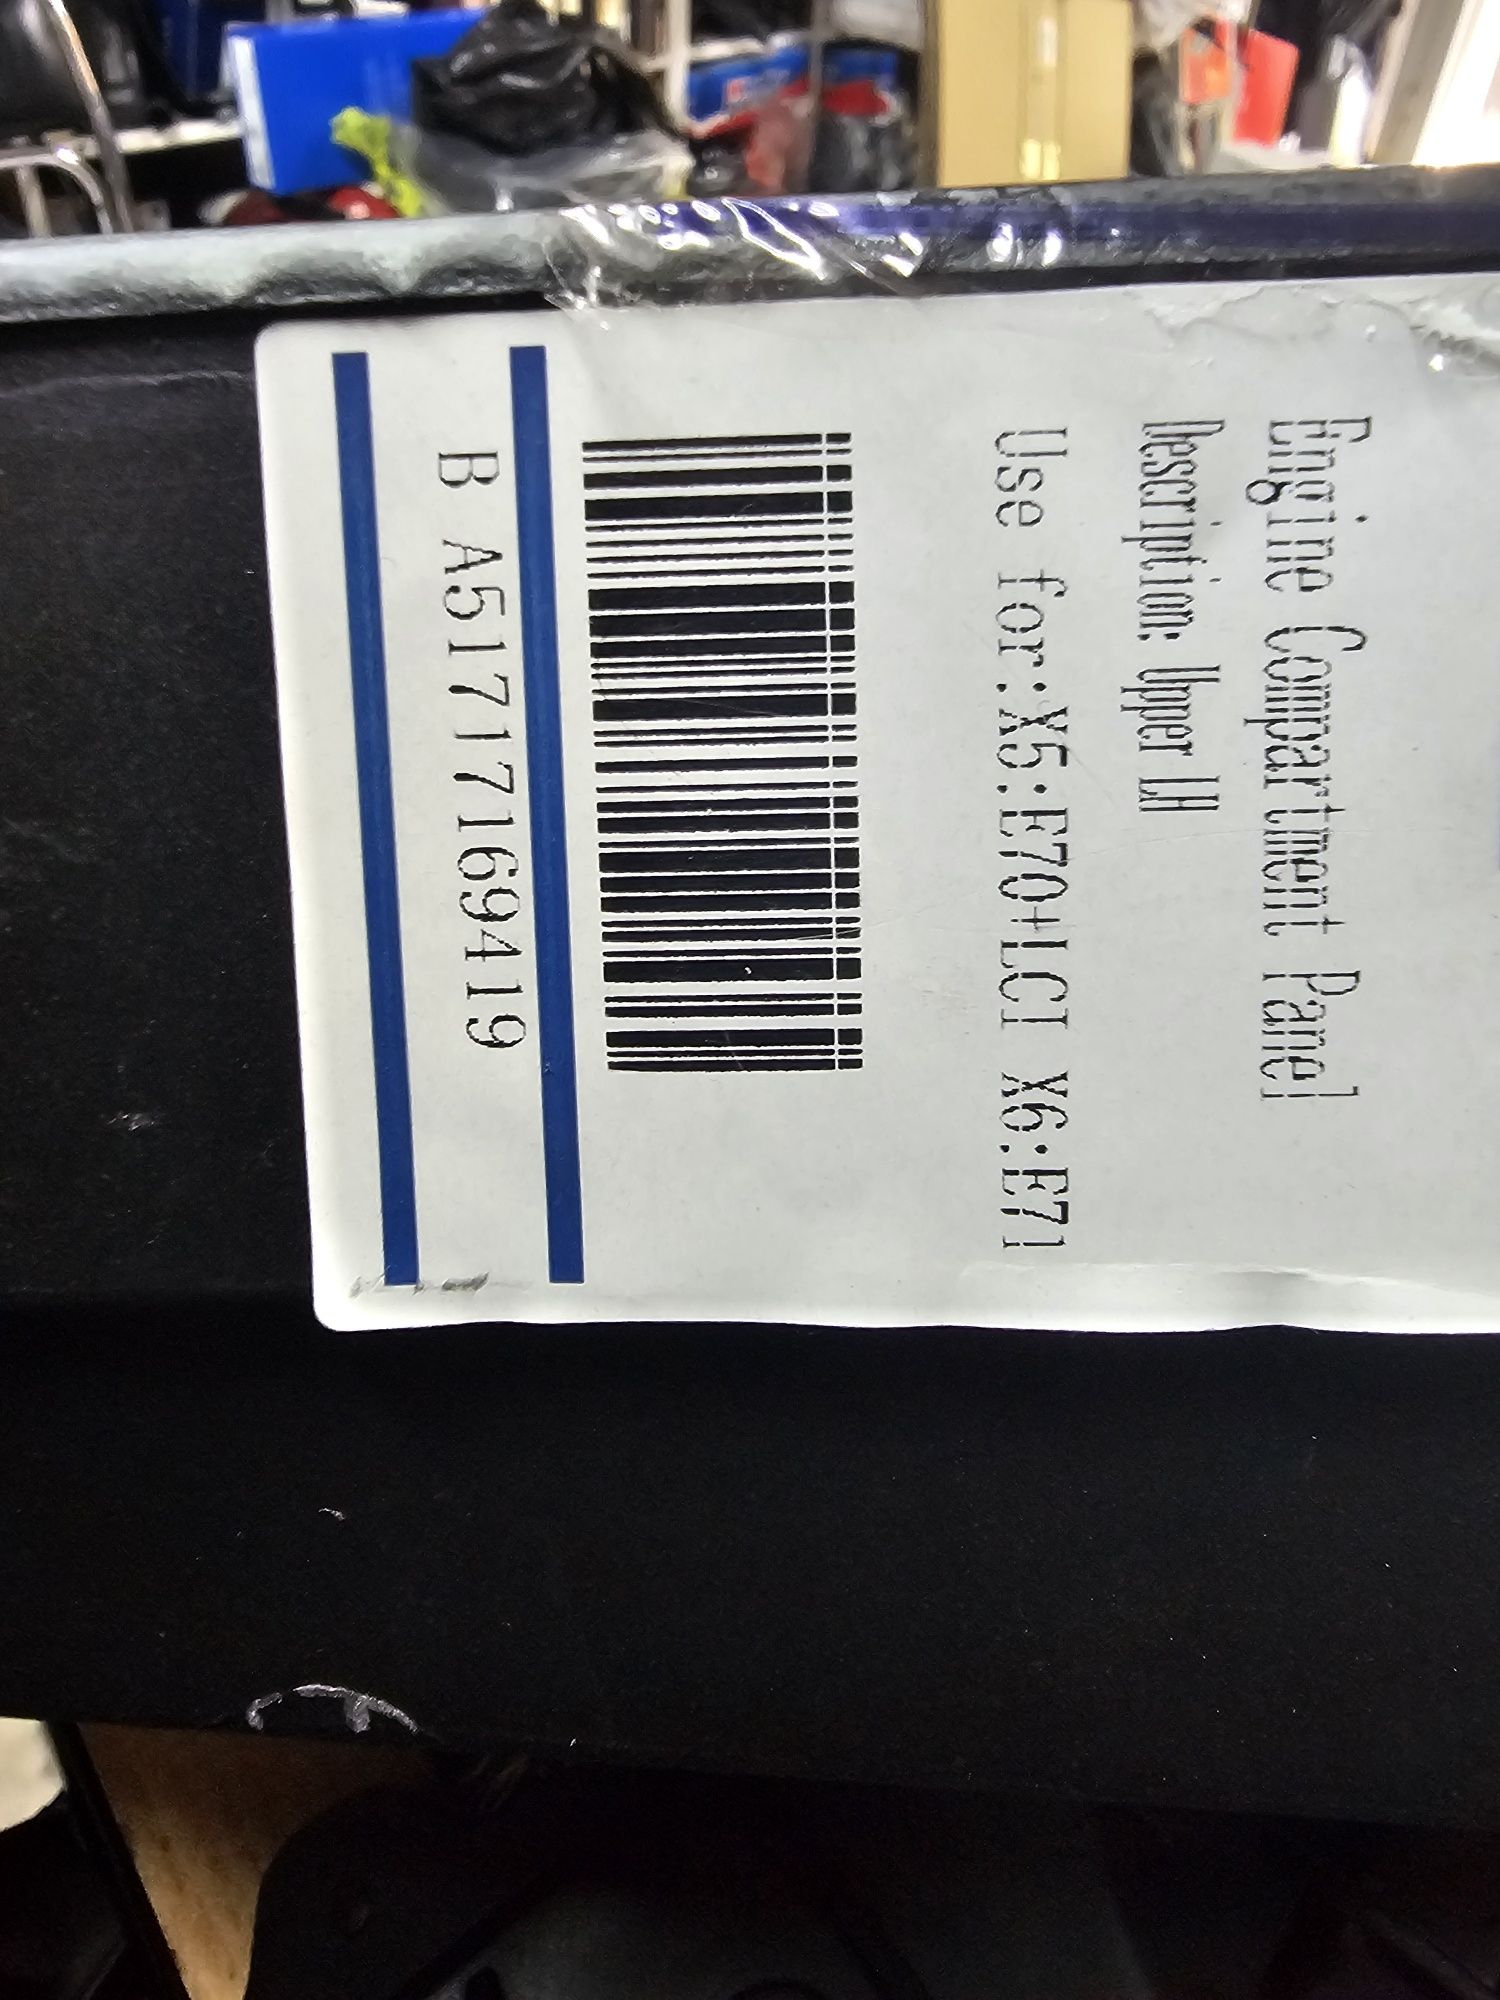 Engine Compartment Panel
Description: Upper LH
Use for:X5:E70+LCI X6:E71
B A51717169419